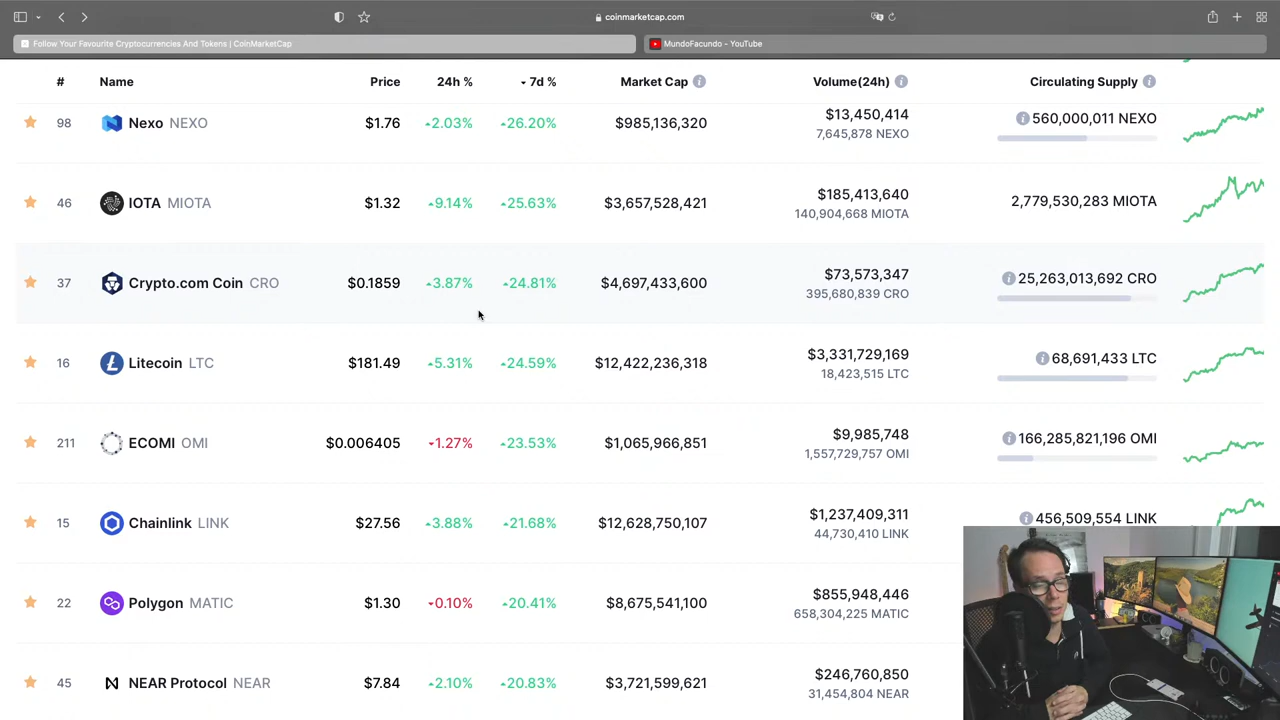 coinmarketcap.com
Follow Your Favourite Cryptocurrencies And Tokens | CoinMarketCap
MundoFacundo - YouTube
# Name Price 24h % 7d % Market Cap Volume(24h) Circulating Supply
98 Nexo NEXO $1.76 2.03% 26.20% $985,136,320 $13,450,414 560,000,011 NEXO
7,645,878 NEXO
46 IOTA MIOTA $1.32 9.14% 25.63% $3,657,528,421 $185,413,640 2,779,530,283 MIOTA
140,904,668 MIOTA
37 Crypto.com Coin CRO $0.1859 3.87% 24.81% $4,697,433,600 $73,573,347 25,263,013,692 CRO
395,680,839 CRO
16 Litecoin LTC $181.49 5.31% 24.59% $12,422,236,318 $3,331,729,169 68,691,433 LTC
18,423,515 LTC
211 ECOMI OMI $0.006405 1.27% 23.53% $1,065,966,851 $9,985,748 166,285,821,196 OMI
1,557,729,757 OMI
15 Chainlink LINK $27.56 3.88% 21.68% $12,628,750,107 $1,237,409,311 456,509,554 LINK
44,730,410 LINK
22 Polygon MATIC $1.30 0.10% 20.41% $8,675,541,100 $855,948,446
658,304,225 MATIC
45 NEAR Protocol NEAR $7.84 2.10% 20.83% $3,721,599,621 $246,760,850
31,454,804 NEAR